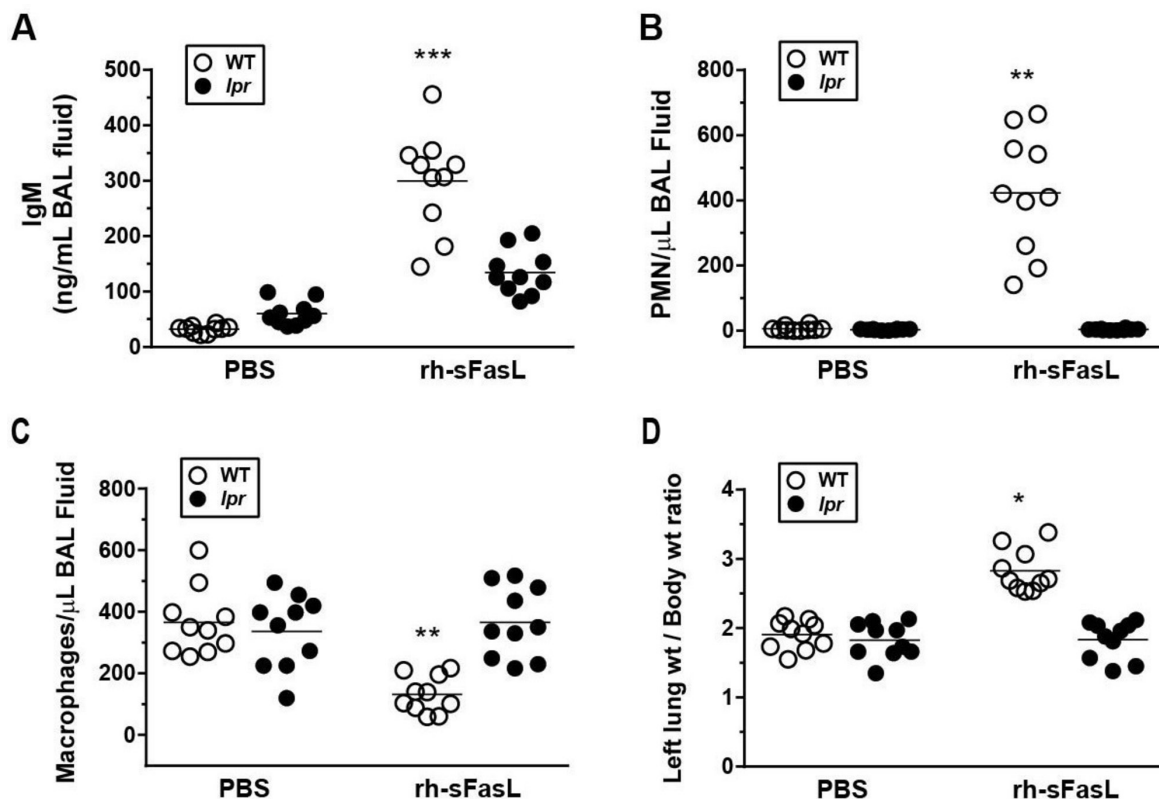 A
WT
lpr
***
IgM
(ng/mL BAL fluid)
500
400
300
200
100
0
PBS
rh-sFasL
B
WT
lpr
**
PMN/μL BAL Fluid
800
600
400
200
0
PBS
rh-sFasL
C
WT
lpr
**
Macrophages/μL BAL Fluid
800
600
400
200
0
PBS
rh-sFasL
D
WT
lpr
*
Left lung wt / Body wt ratio
4
3
2
1
0
PBS
rh-sFasL